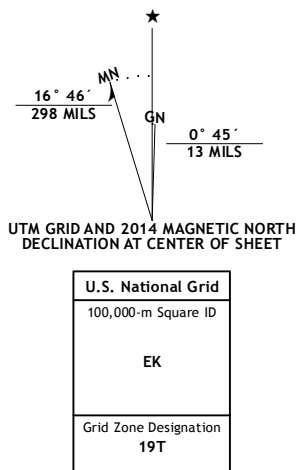 ★
MN
GN
16° 46´
298 MILS
0° 45´
13 MILS
UTM GRID AND 2014 MAGNETIC NORTH
DECLINATION AT CENTER OF SHEET
U.S. National Grid
100,000-m Square ID
EK
Grid Zone Designation
19T